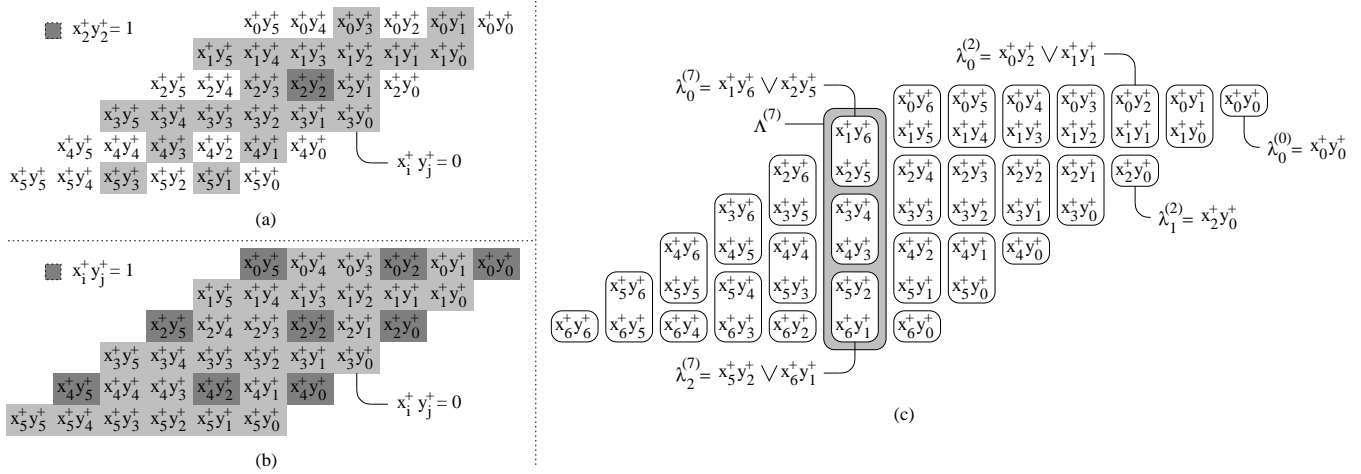 x₂⁺y₂⁺ = 1
x₀⁺y₅⁺ x₀⁺y₄⁺ x₀⁺y₃⁺ x₀⁺y₂⁺ x₀⁺y₁⁺ x₀⁺y₀⁺
x₁⁺y₅⁺ x₁⁺y₄⁺ x₁⁺y₃⁺ x₁⁺y₂⁺ x₁⁺y₁⁺ x₁⁺y₀⁺
x₂⁺y₅⁺ x₂⁺y₄⁺ x₂⁺y₃⁺ x₂⁺y₂⁺ x₂⁺y₁⁺ x₂⁺y₀⁺
x₃⁺y₅⁺ x₃⁺y₄⁺ x₃⁺y₃⁺ x₃⁺y₂⁺ x₃⁺y₁⁺ x₃⁺y₀⁺
x₄⁺y₅⁺ x₄⁺y₄⁺ x₄⁺y₃⁺ x₄⁺y₂⁺ x₄⁺y₁⁺ x₄⁺y₀⁺
xᵢ⁺ yⱼ⁺ = 0
x₅⁺y₅⁺ x₅⁺y₄⁺ x₅⁺y₃⁺ x₅⁺y₂⁺ x₅⁺y₁⁺ x₅⁺y₀⁺
(a)
xᵢ⁺ yⱼ⁺ = 1
x₀⁺y₅⁺ x₀⁺y₄⁺ x₀⁺y₃⁺ x₀⁺y₂⁺ x₀⁺y₁⁺ x₀⁺y₀⁺
x₁⁺y₅⁺ x₁⁺y₄⁺ x₁⁺y₃⁺ x₁⁺y₂⁺ x₁⁺y₁⁺ x₁⁺y₀⁺
x₂⁺y₅⁺ x₂⁺y₄⁺ x₂⁺y₃⁺ x₂⁺y₂⁺ x₂⁺y₁⁺ x₂⁺y₀⁺
x₃⁺y₅⁺ x₃⁺y₄⁺ x₃⁺y₃⁺ x₃⁺y₂⁺ x₃⁺y₁⁺ x₃⁺y₀⁺
x₄⁺y₅⁺ x₄⁺y₄⁺ x₄⁺y₃⁺ x₄⁺y₂⁺ x₄⁺y₁⁺ x₄⁺y₀⁺
xᵢ⁺ yⱼ⁺ = 0
x₅⁺y₅⁺ x₅⁺y₄⁺ x₅⁺y₃⁺ x₅⁺y₂⁺ x₅⁺y₁⁺ x₅⁺y₀⁺
(b)
λ₀⁽²⁾ = x₀⁺y₂⁺ ∨ x₁⁺y₁⁺
λ₀⁽⁷⁾ = x₁⁺y₆⁺ ∨ x₂⁺y₅⁺
x₀⁺y₆⁺ x₀⁺y₅⁺ x₀⁺y₄⁺ x₀⁺y₃⁺ x₀⁺y₂⁺ x₀⁺y₁⁺ x₀⁺y₀⁺
Λ⁽⁷⁾
x₁⁺y₆⁺ x₁⁺y₅⁺ x₁⁺y₄⁺ x₁⁺y₃⁺ x₁⁺y₂⁺ x₁⁺y₁⁺ x₁⁺y₀⁺
λ₀⁽⁰⁾ = x₀⁺y₀⁺
x₂⁺y₆⁺ x₂⁺y₅⁺ x₂⁺y₄⁺ x₂⁺y₃⁺ x₂⁺y₂⁺ x₂⁺y₁⁺ x₂⁺y₀⁺
x₃⁺y₆⁺ x₃⁺y₅⁺ x₃⁺y₄⁺ x₃⁺y₃⁺ x₃⁺y₂⁺ x₃⁺y₁⁺ x₃⁺y₀⁺
λ₁⁽²⁾ = x₂⁺y₀⁺
x₄⁺y₆⁺ x₄⁺y₅⁺ x₄⁺y₄⁺ x₄⁺y₃⁺ x₄⁺y₂⁺ x₄⁺y₁⁺ x₄⁺y₀⁺
x₅⁺y₆⁺ x₅⁺y₅⁺ x₅⁺y₄⁺ x₅⁺y₃⁺ x₅⁺y₂⁺ x₅⁺y₁⁺ x₅⁺y₀⁺
x₆⁺y₆⁺ x₆⁺y₅⁺ x₆⁺y₄⁺ x₆⁺y₃⁺ x₆⁺y₂⁺ x₆⁺y₁⁺ x₆⁺y₀⁺
λ₂⁽⁷⁾ = x₅⁺y₂⁺ ∨ x₆⁺y₁⁺
(c)